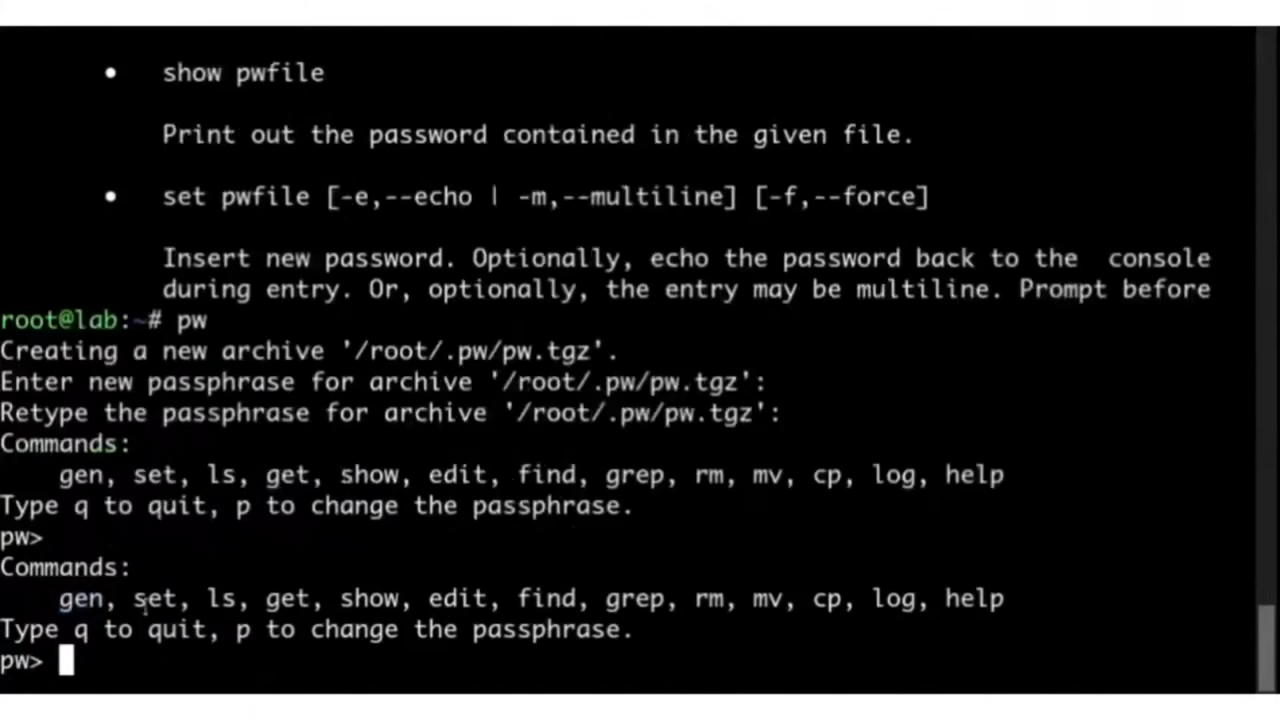 • show pwfile
Print out the password contained in the given file.
• set pwfile [-e,--echo | -m,--multiline] [-f,--force]
Insert new password. Optionally, echo the password back to the  console
during entry. Or, optionally, the entry may be multiline. Prompt before
root@lab:~# pw
Creating a new archive '/root/.pw/pw.tgz'.
Enter new passphrase for archive '/root/.pw/pw.tgz':
Retype the passphrase for archive '/root/.pw/pw.tgz':
Commands:
gen, set, ls, get, show, edit, find, grep, rm, mv, cp, log, help
Type q to quit, p to change the passphrase.
pw>
Commands:
gen, set, ls, get, show, edit, find, grep, rm, mv, cp, log, help
Type q to quit, p to change the passphrase.
pw>